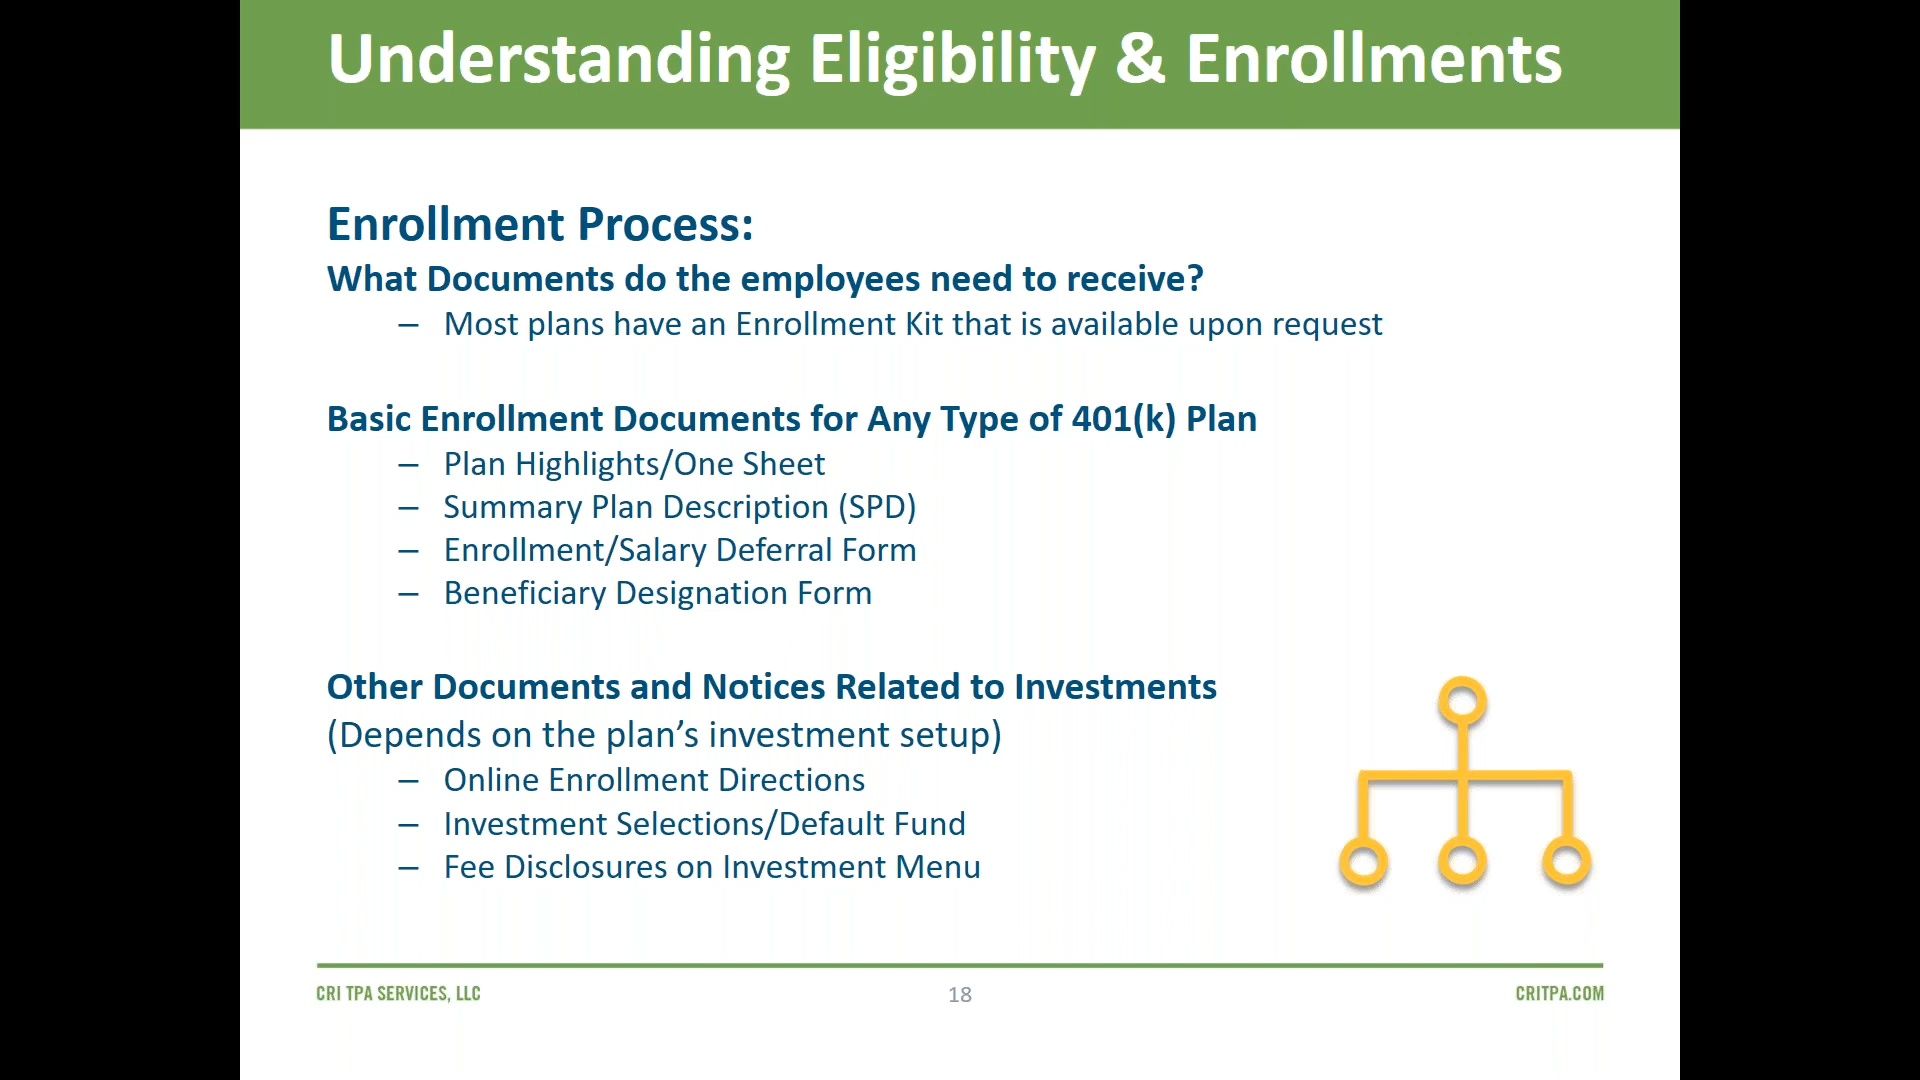 Understanding Eligibility & Enrollments
Enrollment Process:
What Documents do the employees need to receive?
– Most plans have an Enrollment Kit that is available upon request
Basic Enrollment Documents for Any Type of 401(k) Plan
– Plan Highlights/One Sheet
– Summary Plan Description (SPD)
– Enrollment/Salary Deferral Form
– Beneficiary Designation Form
Other Documents and Notices Related to Investments
(Depends on the plan’s investment setup)
– Online Enrollment Directions
– Investment Selections/Default Fund
– Fee Disclosures on Investment Menu
CRI TPA SERVICES, LLC
18
CRITPA.COM